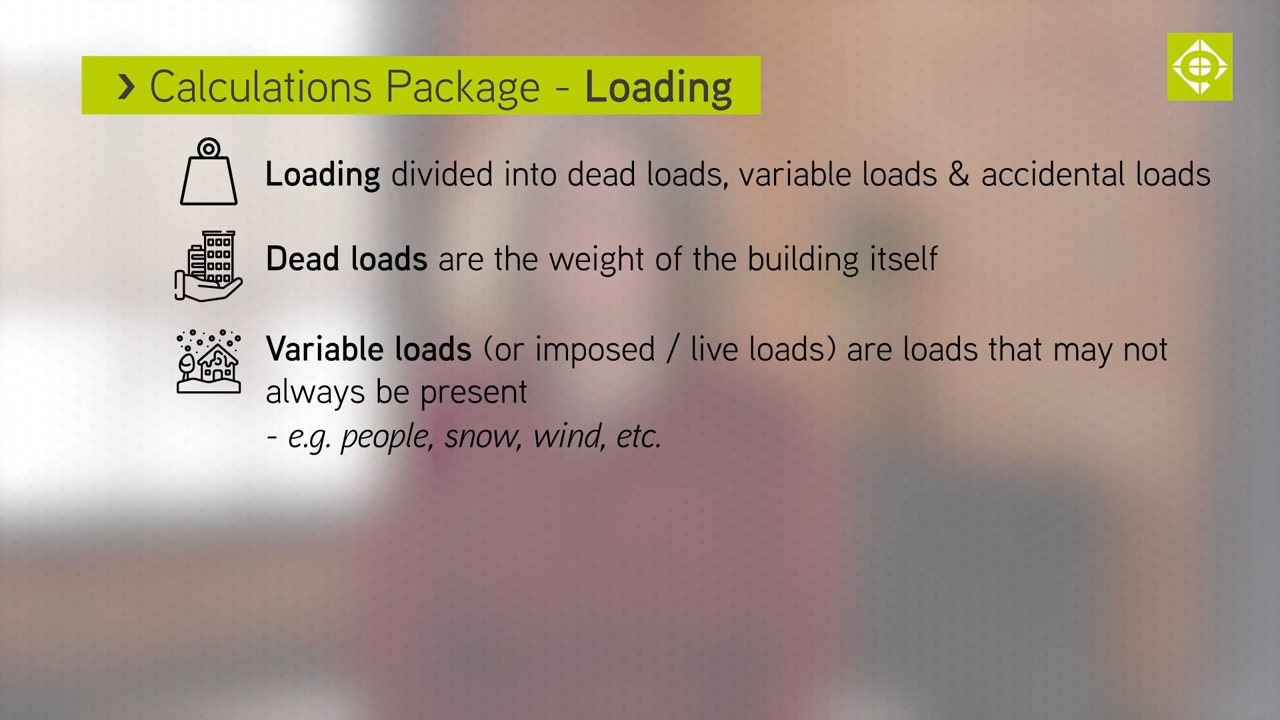 › Calculations Package - Loading
Loading divided into dead loads, variable loads & accidental loads
Dead loads are the weight of the building itself
Variable loads (or imposed / live loads) are loads that may not
always be present
- e.g. people, snow, wind, etc.